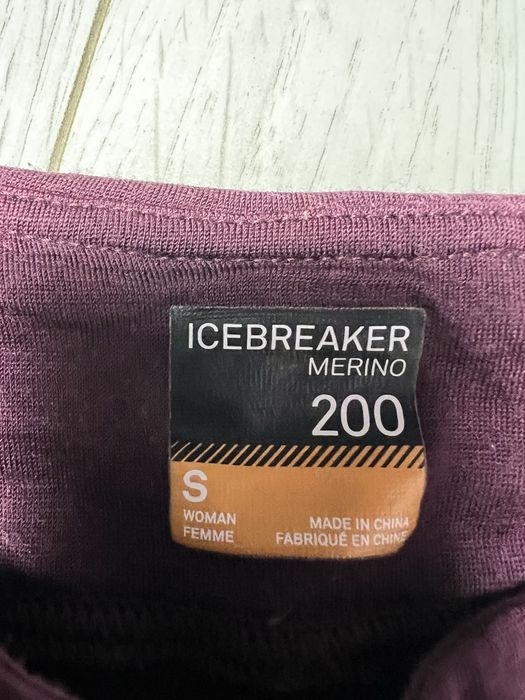 ICEBREAKER
MERINO
200
S
WOMAN
FEMME
MADE IN CHINA
FABRIQUÉ EN CHINE